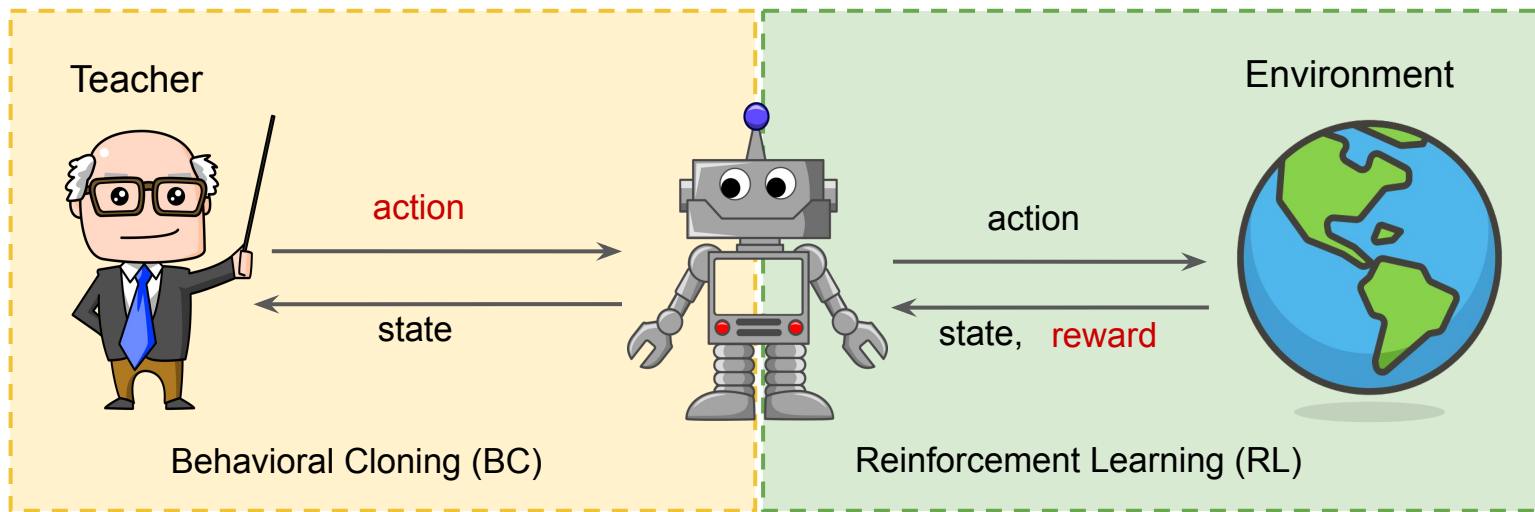 Teacher
action
state
Behavioral Cloning (BC)
Environment
action
state, reward
Reinforcement Learning (RL)